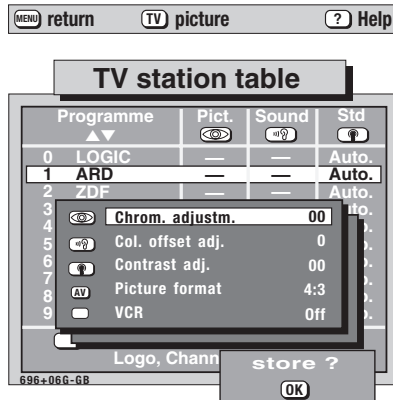 MENU return TV picture ? Help
TV station table
Programme Pict. Sound Std
0 LOGIC — — Auto.
1 ARD — — Auto.
2 ZDF
3 uto.
4
5
6
7
8
9
Chrom. adjustm. 00
Col. offset adj. 0
Contrast adj. 00
AV Picture format 4:3
VCR Off
Logo, Chann
store ?
OK
696+06G-GB